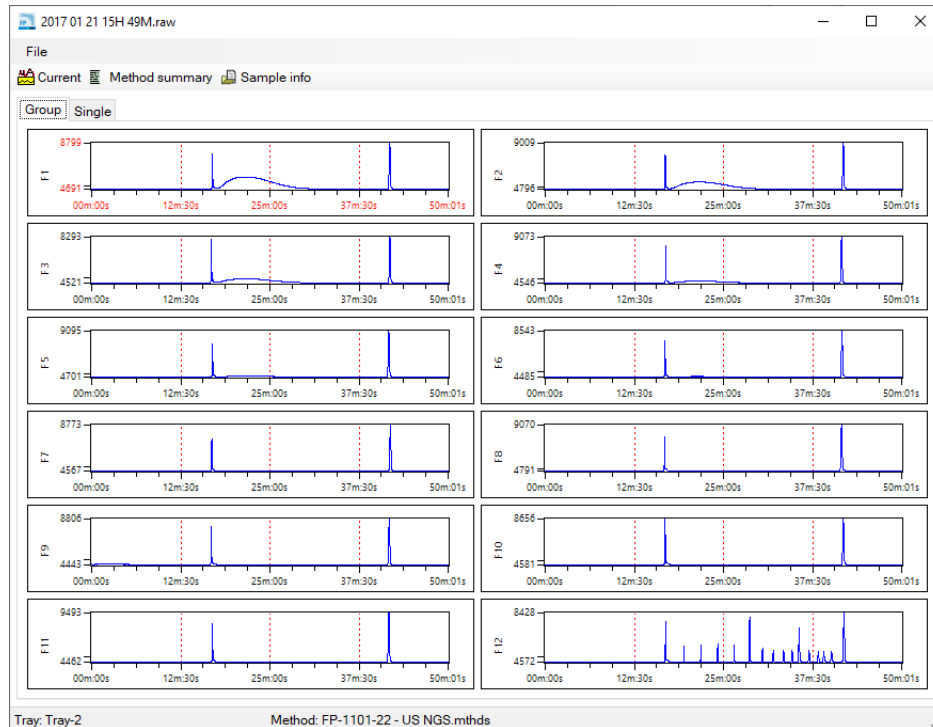 2017 01 21 15H 49M.raw
File
Current Method summary Sample info
Group Single
F1 8799 4691
00m:00s 12m:30s 25m:00s 37m:30s 50m:01s
F2 9009 4796
00m:00s 12m:30s 25m:00s 37m:30s 50m:01s
F3 8293 4521
00m:00s 12m:30s 25m:00s 37m:30s 50m:01s
F4 9073 4546
00m:00s 12m:30s 25m:00s 37m:30s 50m:01s
F5 9095 4701
00m:00s 12m:30s 25m:00s 37m:30s 50m:01s
F6 8543 4485
00m:00s 12m:30s 25m:00s 37m:30s 50m:01s
F7 8773 4567
00m:00s 12m:30s 25m:00s 37m:30s 50m:01s
F8 9070 4791
00m:00s 12m:30s 25m:00s 37m:30s 50m:01s
F9 8806 4443
00m:00s 12m:30s 25m:00s 37m:30s 50m:01s
F10 8656 4581
00m:00s 12m:30s 25m:00s 37m:30s 50m:01s
F11 9493 4462
00m:00s 12m:30s 25m:00s 37m:30s 50m:01s
F12 8428 4572
00m:00s 12m:30s 25m:00s 37m:30s 50m:01s
Tray: Tray-2 Method: FP-1101-22 - US NGS.mthds